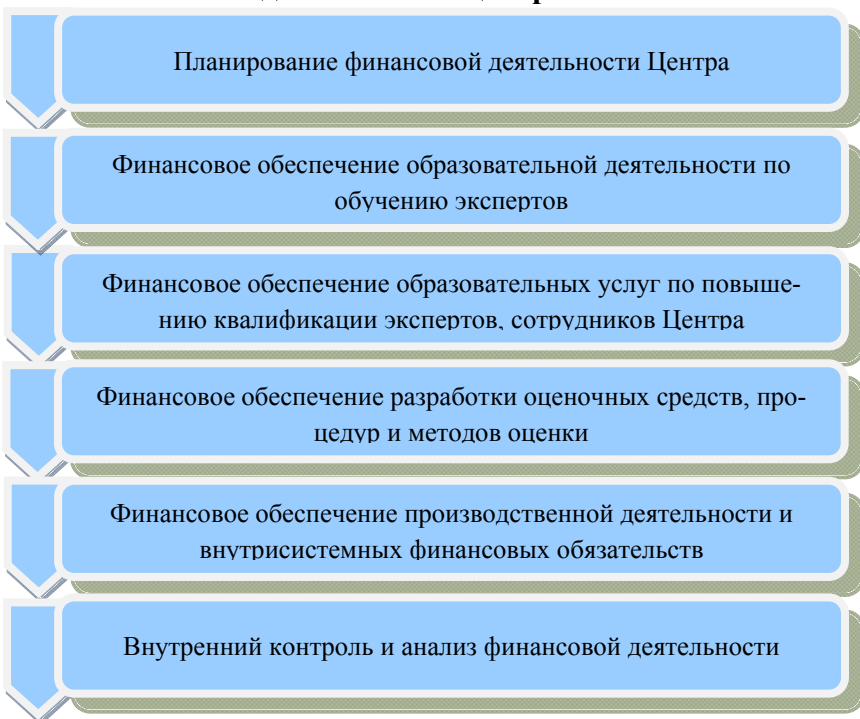 Планирование финансовой деятельности Центра
Финансовое обеспечение образовательной деятельности по
обучению экспертов
Финансовое обеспечение образовательных услуг по повыше-
нию квалификации экспертов, сотрудников Центра
Финансовое обеспечение разработки оценочных средств, про-
цедур и методов оценки
Финансовое обеспечение производственной деятельности и
внутрисистемных финансовых обязательств
Внутренний контроль и анализ финансовой деятельности